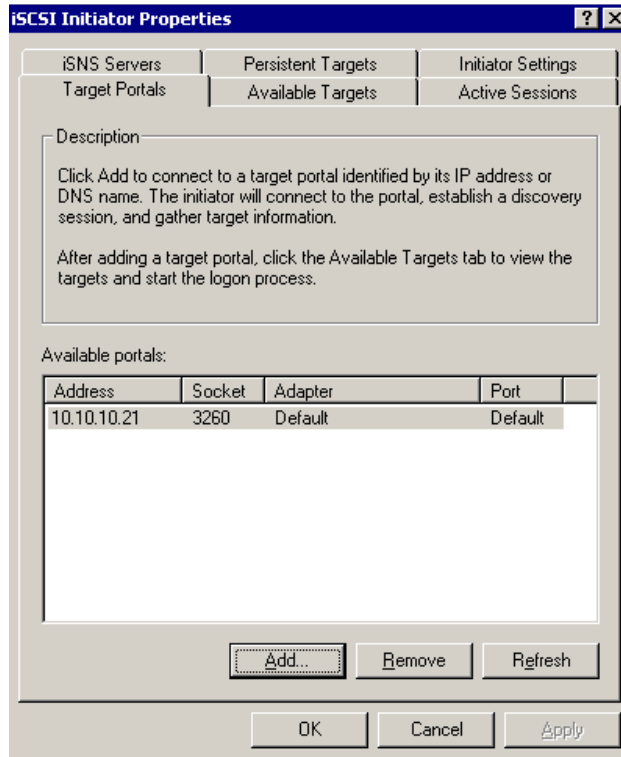 iSCSI Initiator Properties
iSNS Servers Persistent Targets Initiator Settings
Target Portals Available Targets Active Sessions
Description
Click Add to connect to a target portal identified by its IP address or
DNS name. The initiator will connect to the portal, establish a discovery
session, and gather target information.
After adding a target portal, click the Available Targets tab to view the
targets and start the logon process.
Available portals:
Address Socket Adapter Port
10.10.10.21 3260 Default Default
Add... Remove Refresh
OK Cancel Apply